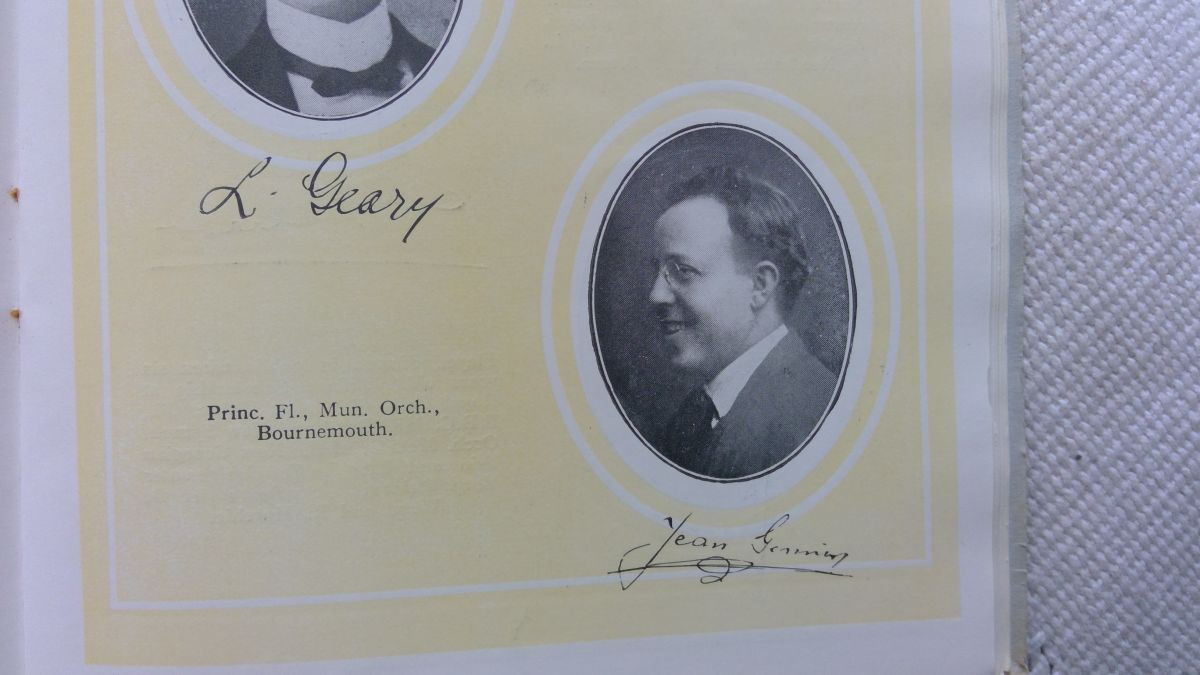 L. Geary
Princ. Fl., Mun. Orch.,
Bournemouth.
Jean Gennin